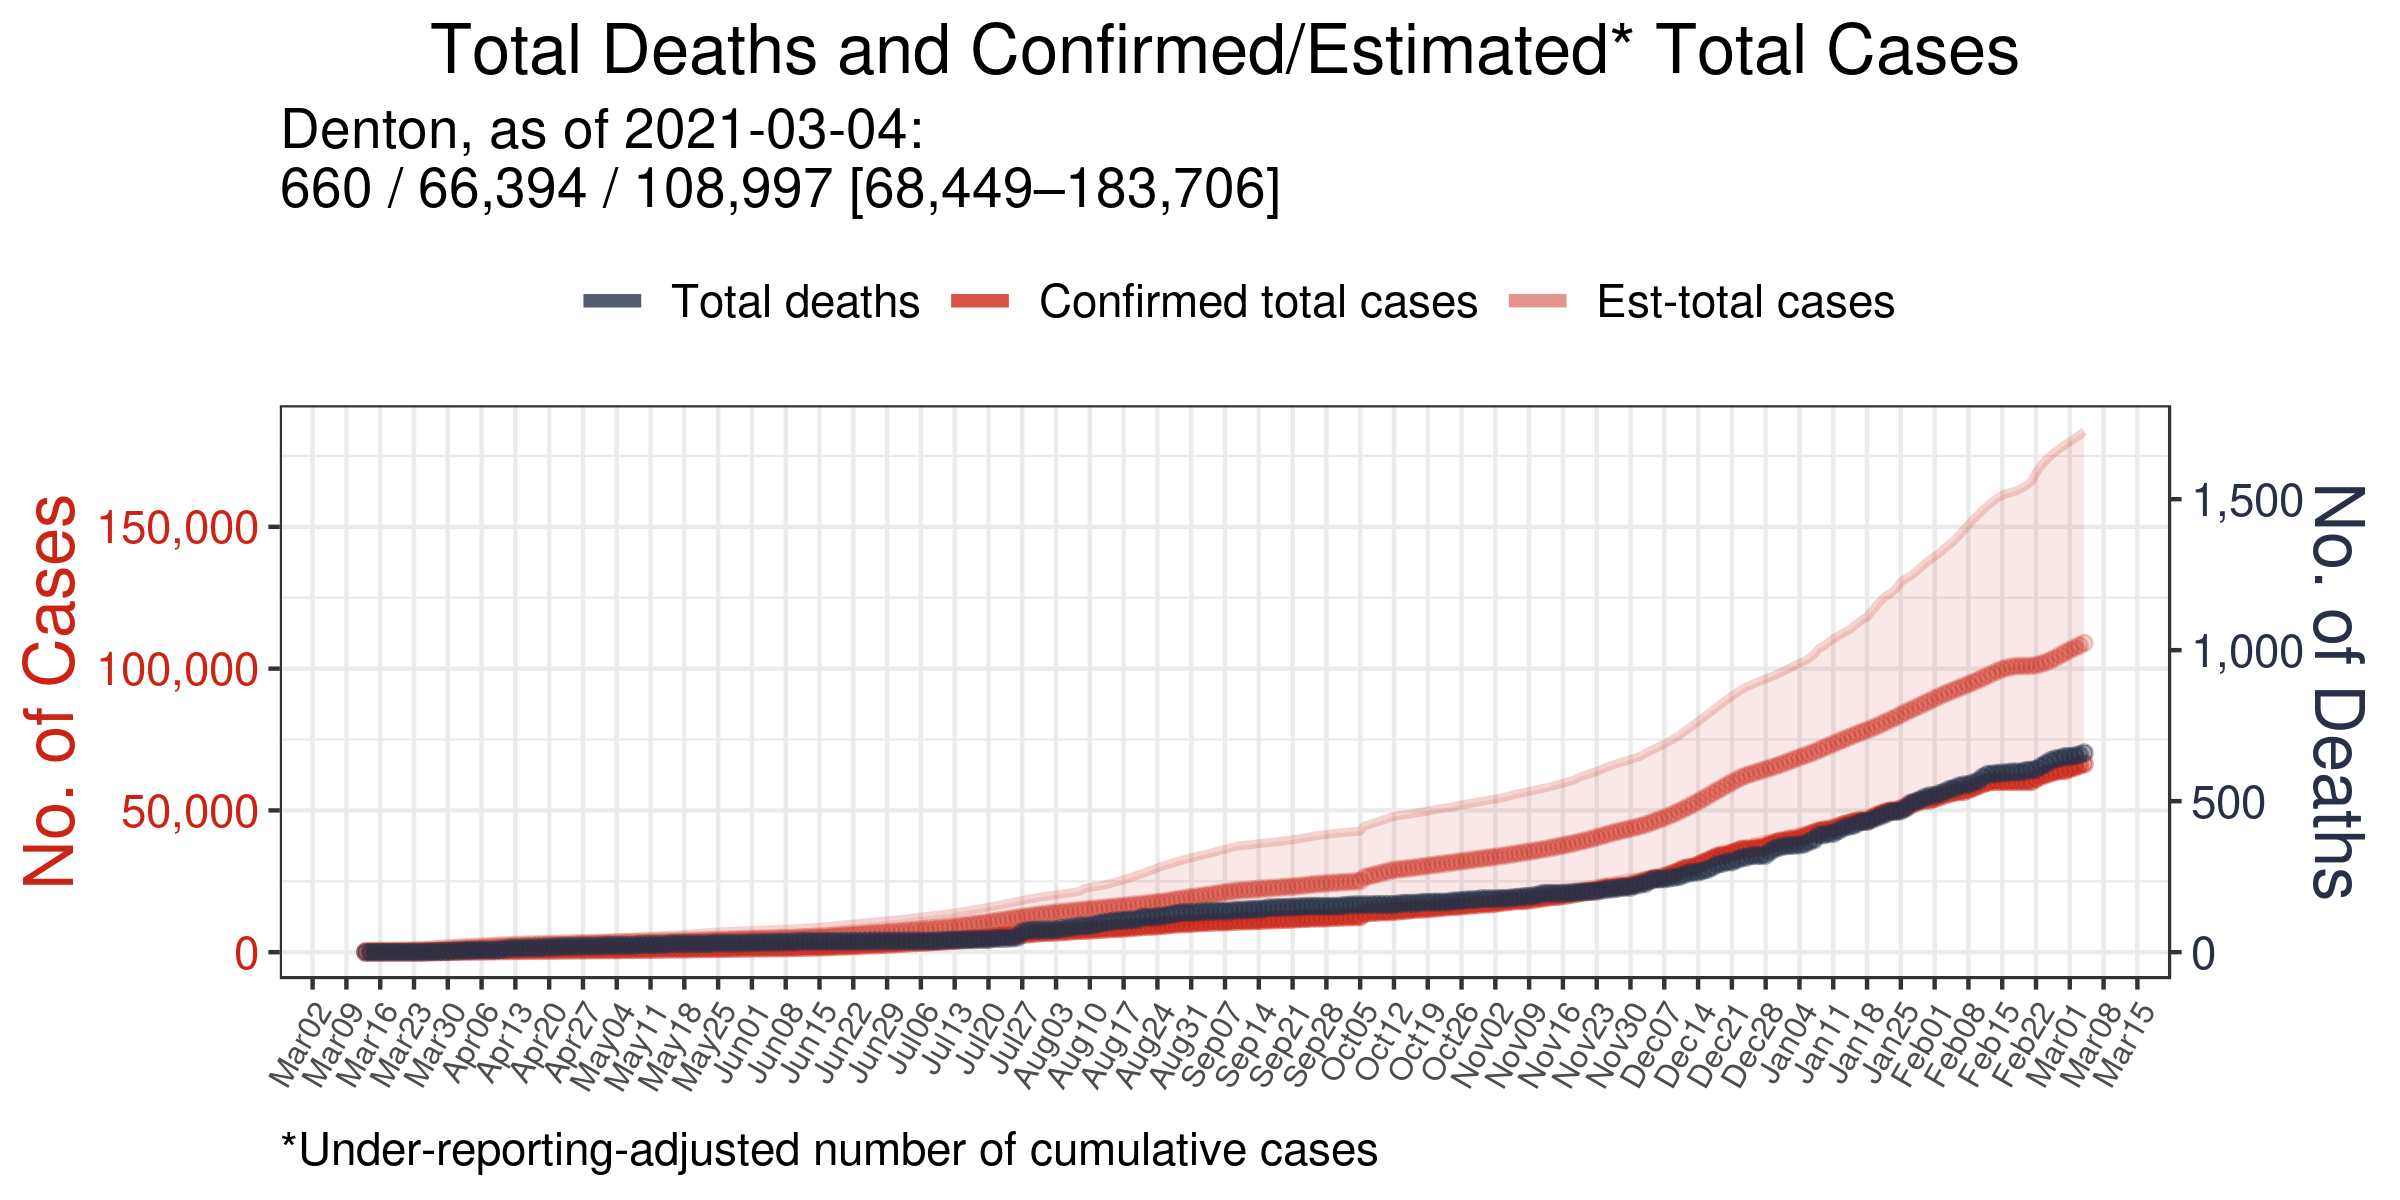 Total Deaths and Confirmed/Estimated* Total Cases
Denton, as of 2021-03-04:
660 / 66,394 / 108,997 [68,449–183,706]
Total deaths
Confirmed total cases
Est-total cases
No. of Cases
150,000
100,000
50,000
0
1,500
1,000
500
0
No. of Deaths
Mar02
Mar09
Mar16
Mar23
Mar30
Apr06
Apr13
Apr20
Apr27
May04
May11
May18
May25
Jun01
Jun08
Jun15
Jun22
Jun29
Jul06
Jul13
Jul20
Jul27
Aug03
Aug10
Aug17
Aug24
Aug31
Sep07
Sep14
Sep21
Sep28
Oct05
Oct12
Oct19
Oct26
Nov02
Nov09
Nov16
Nov23
Nov30
Dec07
Dec14
Dec21
Dec28
Jan04
Jan11
Jan18
Jan25
Feb01
Feb08
Feb15
Feb22
Mar01
Mar08
Mar15
*Under-reporting-adjusted number of cumulative cases